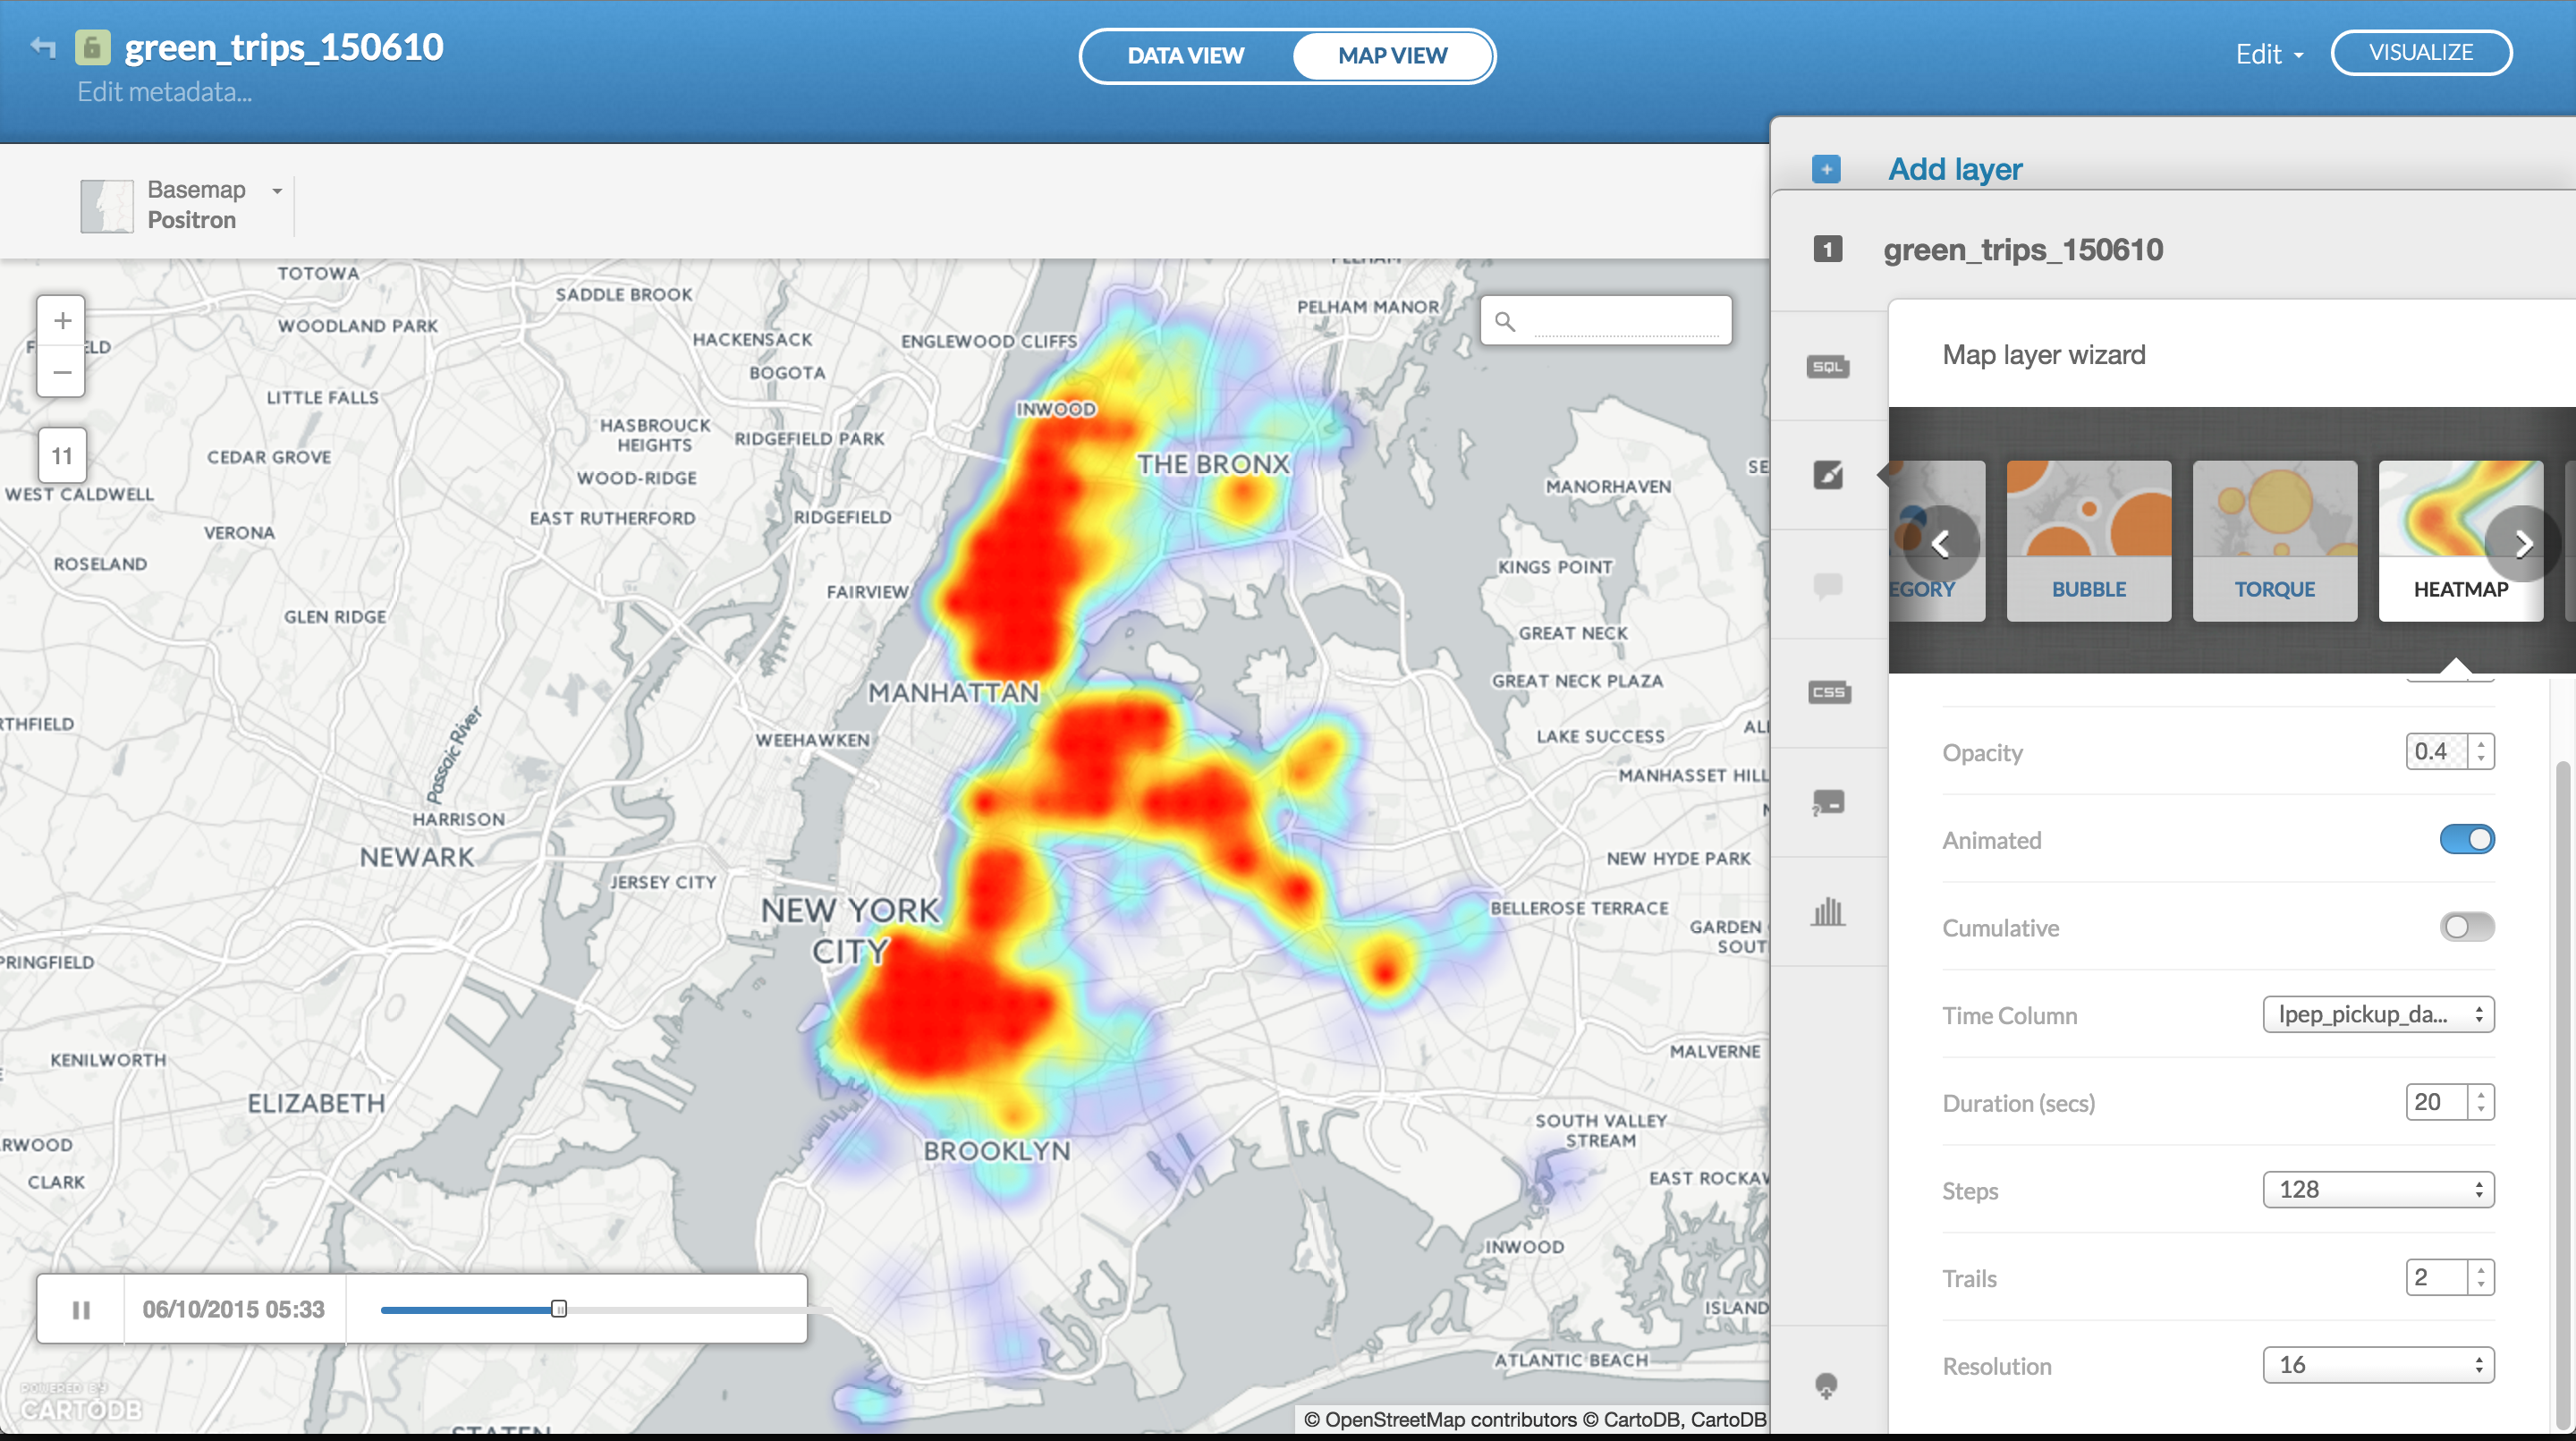 green_trips_150610
Edit metadata...
DATA VIEW
MAP VIEW
Edit
VISUALIZE
Basemap
Positron
Add layer
1
green_trips_150610
Map layer wizard
SQL
CSS
EGORY
BUBBLE
TORQUE
HEATMAP
Opacity
0.4
Animated
Cumulative
Time Column
lpep_pickup_da...
Duration (secs)
20
Steps
128
Trails
2
Resolution
16
+
−
11
TOTOWA
SADDLE BROOK
WOODLAND PARK
HACKENSACK
ENGLEWOOD CLIFFS
PELHAM
PELHAM MANOR
BOGOTA
LITTLE FALLS
INWOOD
HASBROUCK
HEIGHTS
RIDGEFIELD PARK
CEDAR GROVE
THE BRONX
WOOD-RIDGE
MANORHAVEN
WEST CALDWELL
EAST RUTHERFORD
RIDGEFIELD
VERONA
ROSELAND
KINGS POINT
FAIRVIEW
GLEN RIDGE
GREAT NECK
MANHATTAN
GREAT NECK PLAZA
RTHFIELD
WEEHAWKEN
LAKE SUCCESS
Passaic River
MANHASSET HILL
HARRISON
NEWARK
NEW HYDE PARK
JERSEY CITY
NEW YORK
CITY
BELLEROSE TERRACE
GARDEN
SOUT
PRINGFIELD
MALVERNE
KENILWORTH
ELIZABETH
SOUTH VALLEY
STREAM
RWOOD
BROOKLYN
CLARK
EAST ROCKAW
INWOOD
ISLAND
ATLANTIC BEACH
STATEN
06/10/2015 05:33
POWERED BY
CARTODB
© OpenStreetMap contributors © CartoDB, CartoDB